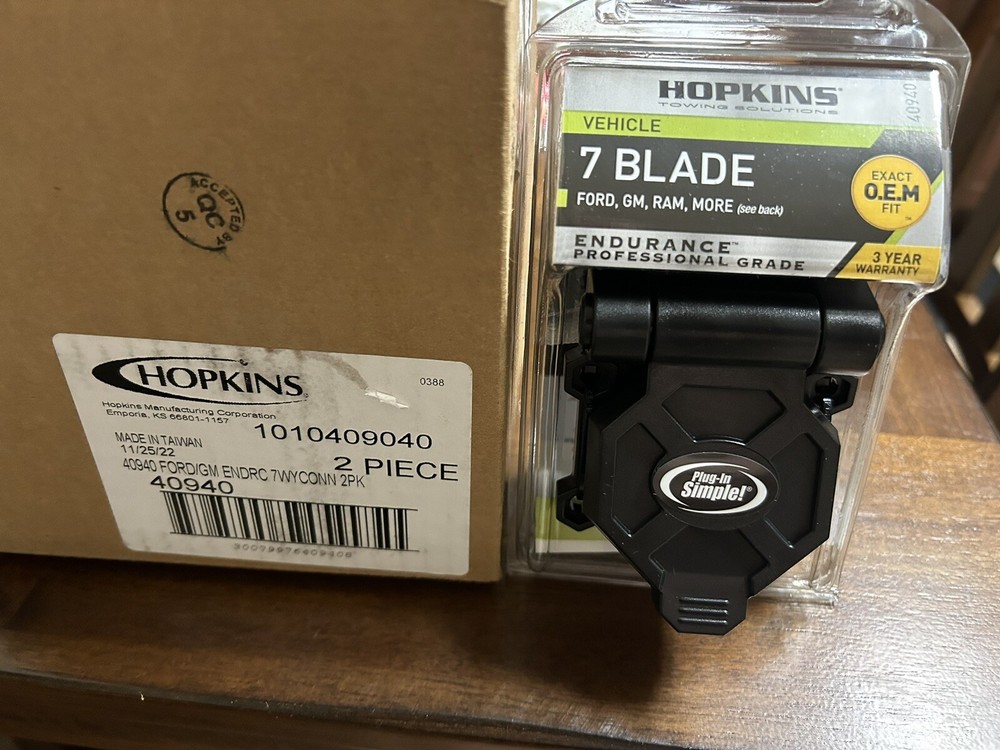 ACCEPTED BY
QC
5
HOPKINS
0388
Hopkins Manufacturing Corporation
Emporia, KS 66801-1157
1010409040
MADE IN TAIWAN
11/25/22
2 PIECE
40940 FORD/GM ENDRC 7WYCONN 2PK
40940
HOPKINS
TOWING SOLUTIONS
40940
VEHICLE
7 BLADE
FORD, GM, RAM, MORE (see back)
EXACT
O.E.M
FIT™
ENDURANCE™
PROFESSIONAL GRADE
3 YEAR
WARRANTY
Plug-In
Simple!®